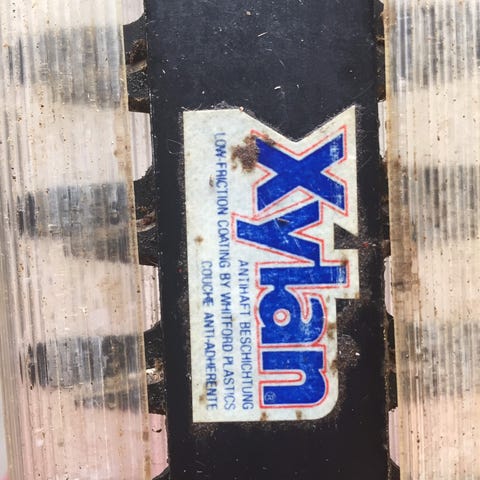 Xylan®
ANTIHAFT BESCHICHTUNG
LOW-FRICTION COATING BY WHITFORD PLASTICS
COUCHE ANTI-ADHERENTE